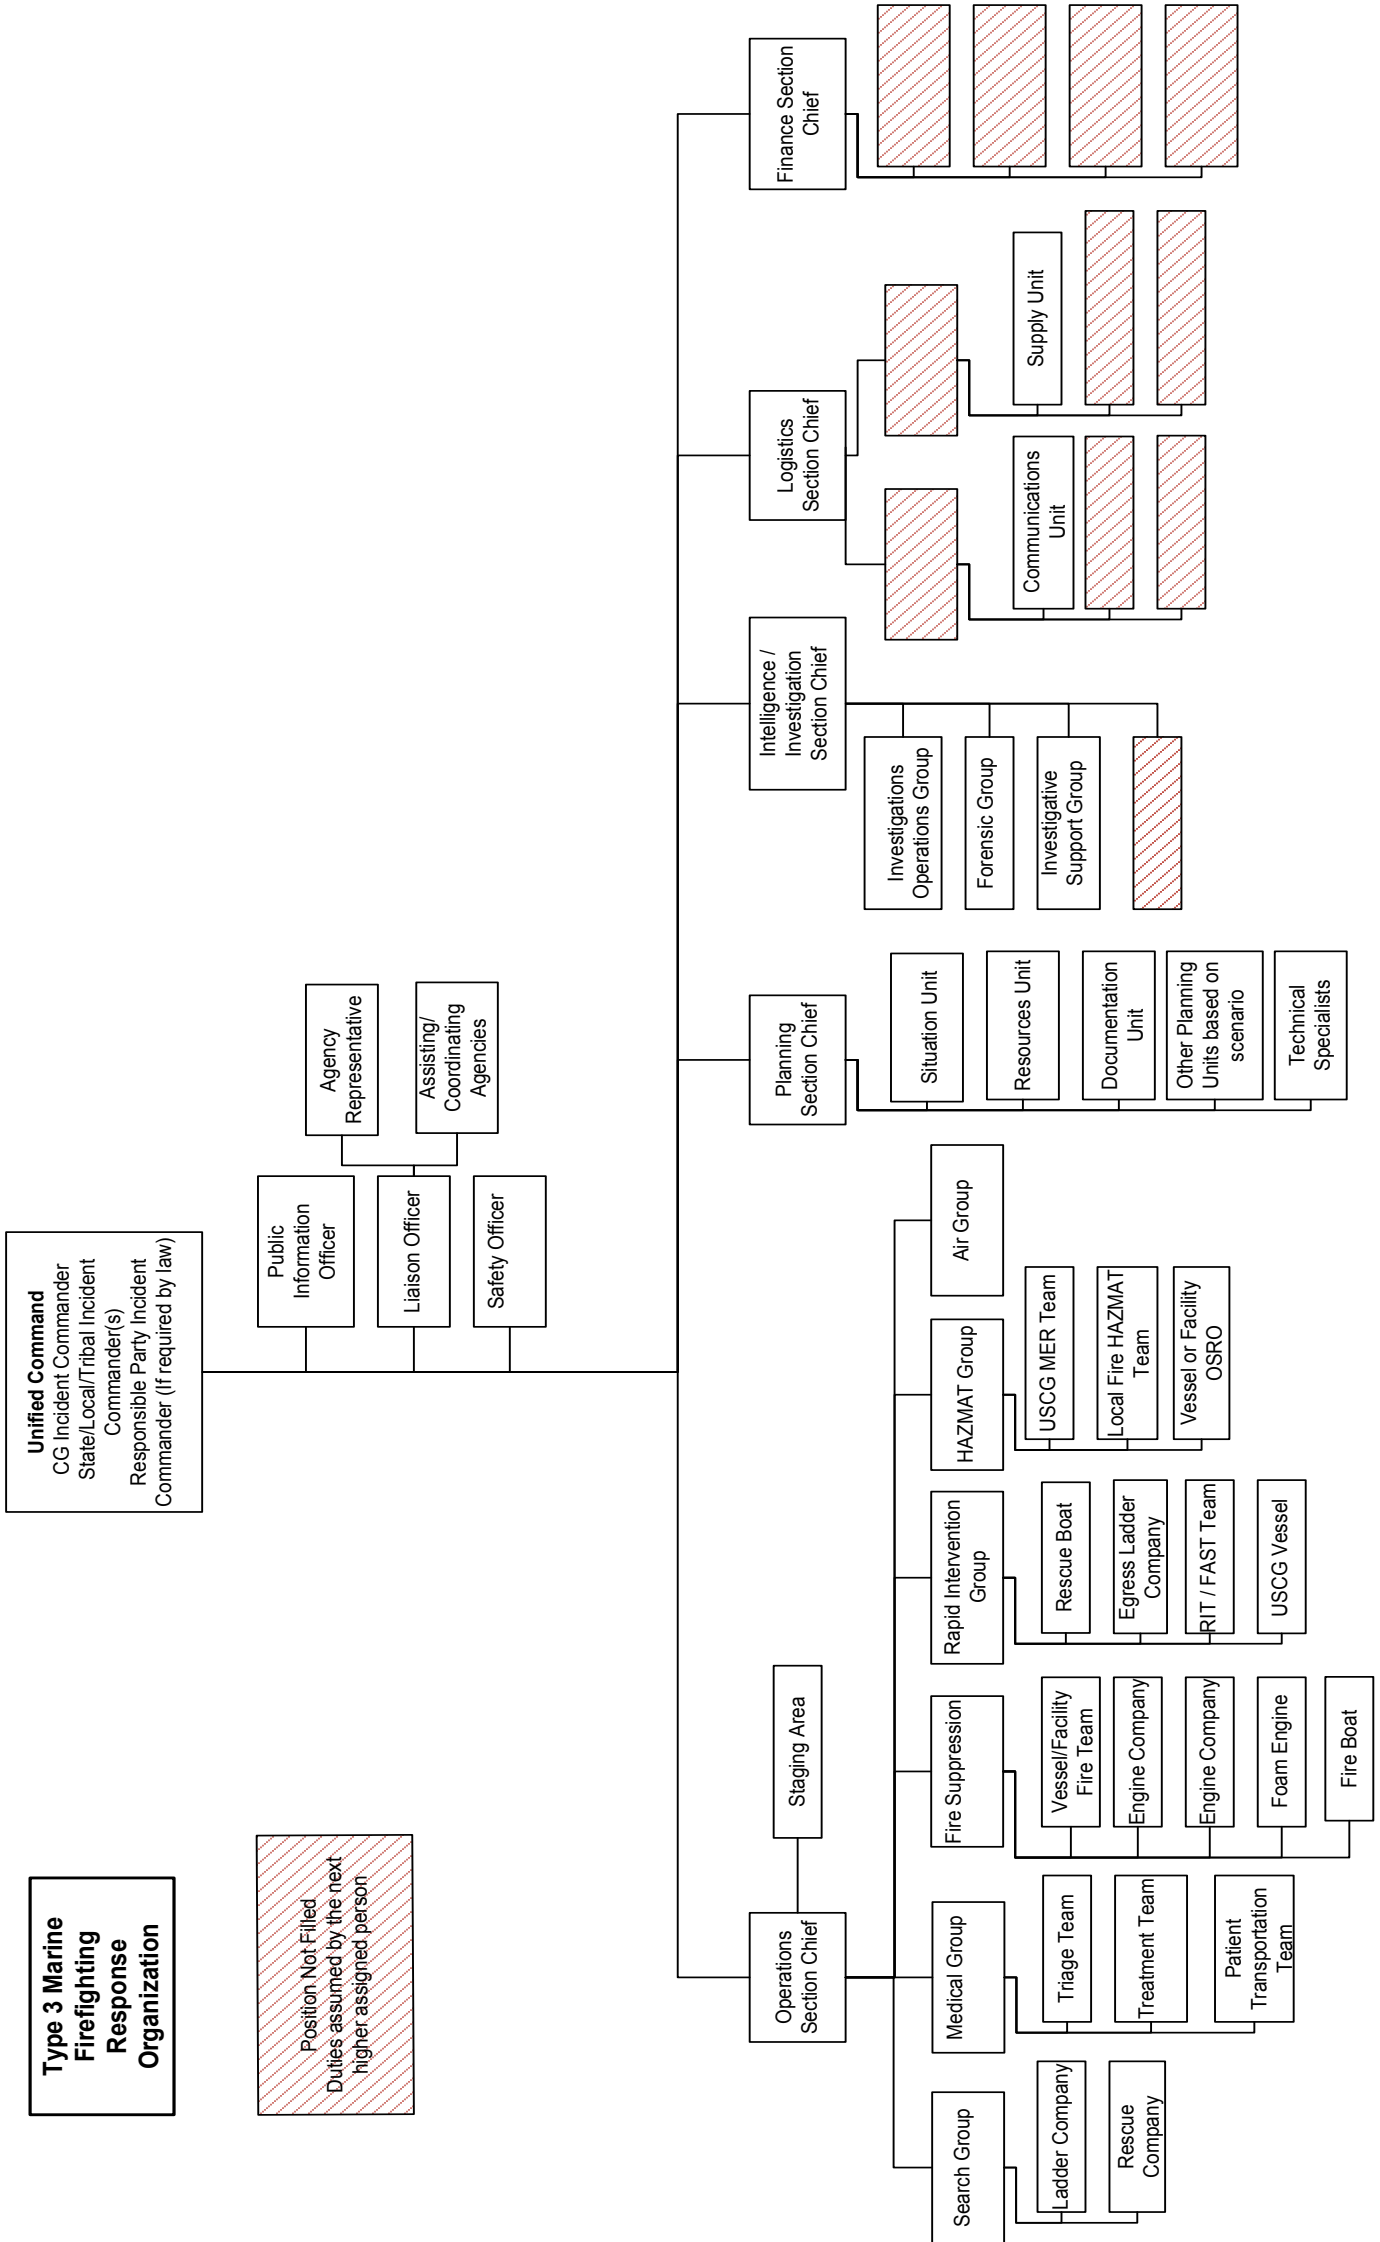 Type 3 Marine
Firefighting
Response
Organization
Position Not Filled
Duties assumed by the next
higher assigned person
Unified Command
CG Incident Commander
State/Local/Tribal Incident
Commander(s)
Responsible Party Incident
Commander (If required by law)
Public
Information
Officer
Liaison Officer
Safety Officer
Agency
Representative
Assisting/
Coordinating
Agencies
Operations
Section Chief
Staging Area
Planning
Section Chief
Intelligence /
Investigation
Section Chief
Logistics
Section Chief
Finance Section
Chief
Search Group
Ladder Company
Rescue
Company
Medical Group
Triage Team
Treatment Team
Patient
Transportation
Team
Fire Suppression
Vessel/Facility
Fire Team
Engine Company
Engine Company
Foam Engine
Fire Boat
Rapid Intervention
Group
Rescue Boat
Egress Ladder
Company
RIT / FAST Team
USCG Vessel
HAZMAT Group
USCG MER Team
Local Fire HAZMAT
Team
Vessel or Facility
OSRO
Air Group
Situation Unit
Resources Unit
Documentation
Unit
Other Planning
Units based on
scenario
Technical
Specialists
Investigations
Operations Group
Forensic Group
Investigative
Support Group
Communications
Unit
Supply Unit